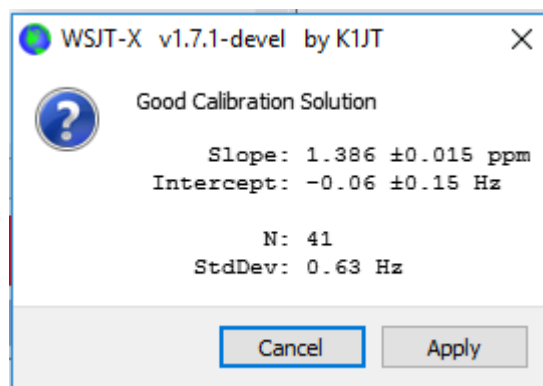 WSJT-X v1.7.1-devel by K1JT
Good Calibration Solution
Slope: 1.386 ±0.015 ppm
Intercept: -0.06 ±0.15 Hz
N: 41
StdDev: 0.63 Hz
Cancel Apply